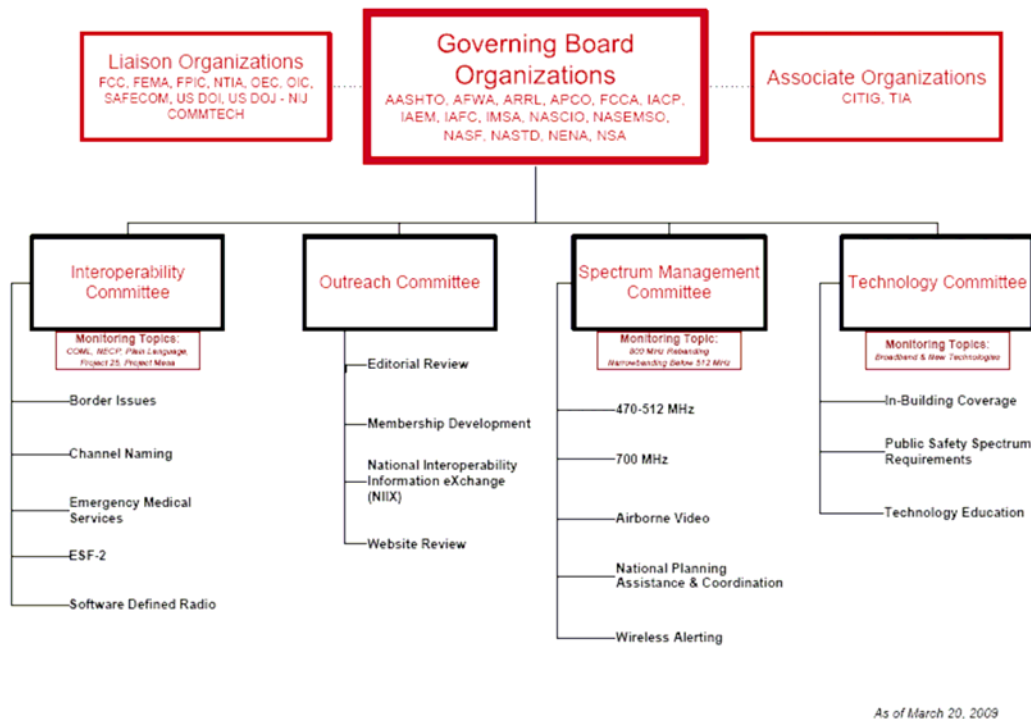 Liaison Organizations
FCC, FEMA, FPIC, NTIA, OEC, OIC,
SAFECOM, US DOI, US DOJ - NIJ
COMMTECH
Governing Board
Organizations
AASHTO, AFWA, ARRL, APCO, FCCA, IACP,
IAEM, IAFC, IMSA, NASCIO, NASEMSO,
NASF, NASTD, NENA, NSA
Associate Organizations
CITIG, TIA
Interoperability
Committee
Monitoring Topics:
COML, NECP, Plain Language,
Project 25, Project Mesa
Border Issues
Channel Naming
Emergency Medical
Services
ESF-2
Software Defined Radio
Outreach Committee
Editorial Review
Membership Development
National Interoperability
Information eXchange
(NIIX)
Website Review
Spectrum Management
Committee
Monitoring Topic:
800 MHz Rebanding
Narrowbanding Below 512 MHz
470-512 MHz
700 MHz
Airborne Video
National Planning
Assistance & Coordination
Wireless Alerting
Technology Committee
Monitoring Topics:
Broadband & New Technologies
In-Building Coverage
Public Safety Spectrum
Requirements
Technology Education
As of March 20, 2009